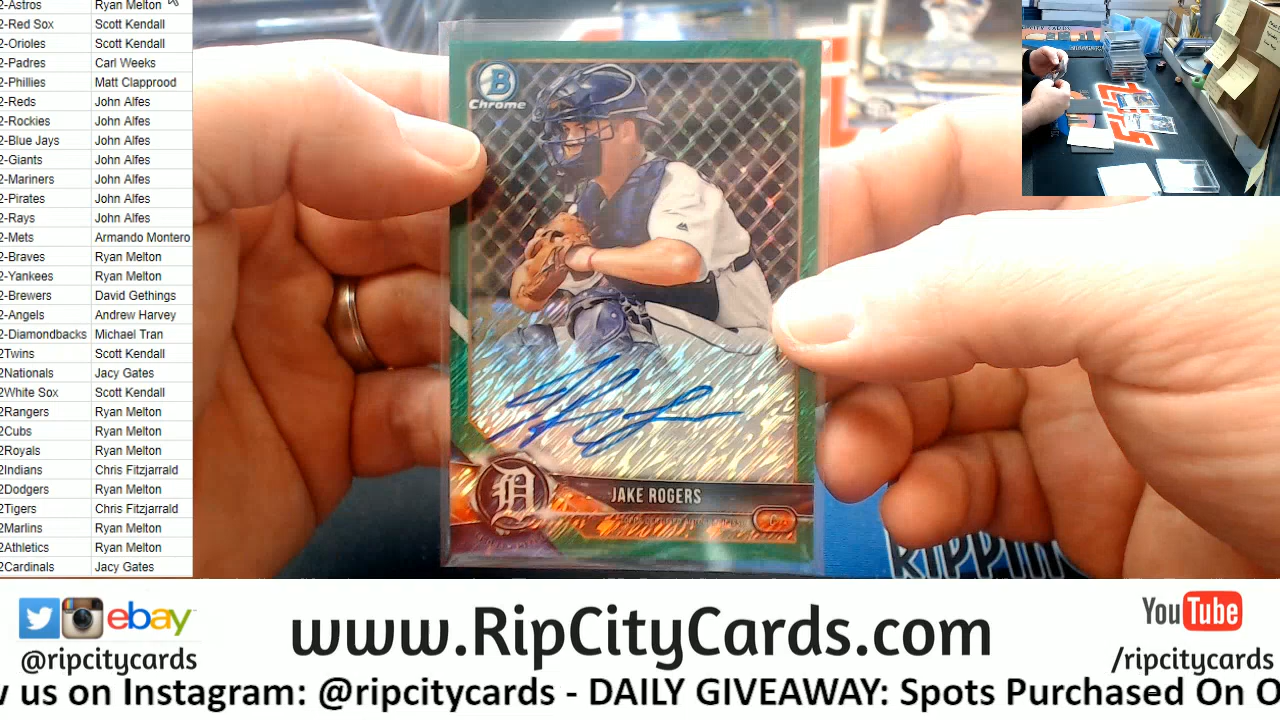 2-Astros Ryan Melton
2-Red Sox Scott Kendall
2-Orioles Scott Kendall
2-Padres Carl Weeks
2-Phillies Matt Clapprood
2-Reds John Alfes
2-Rockies John Alfes
2-Blue Jays John Alfes
2-Giants John Alfes
2-Mariners John Alfes
2-Pirates John Alfes
2-Rays John Alfes
2-Mets Armando Montero
2-Braves Ryan Melton
2-Yankees Ryan Melton
2-Brewers David Gethings
2-Angels Andrew Harvey
2-Diamondbacks Michael Tran
2Twins Scott Kendall
2Nationals Jacy Gates
2White Sox Scott Kendall
2Rangers Ryan Melton
2Cubs Ryan Melton
2Royals Ryan Melton
2Indians Chris Fitzjarrald
2Dodgers Ryan Melton
2Tigers Chris Fitzjarrald
2Marlins Ryan Melton
2Athletics Ryan Melton
2Cardinals Jacy Gates
B
Chrome
D
JAKE ROGERS
C
RIPPIN
ebay
@ripcitycards
www.RipCityCards.com
YouTube
/ripcitycards
w us on Instagram: @ripcitycards - DAILY GIVEAWAY: Spots Purchased On O